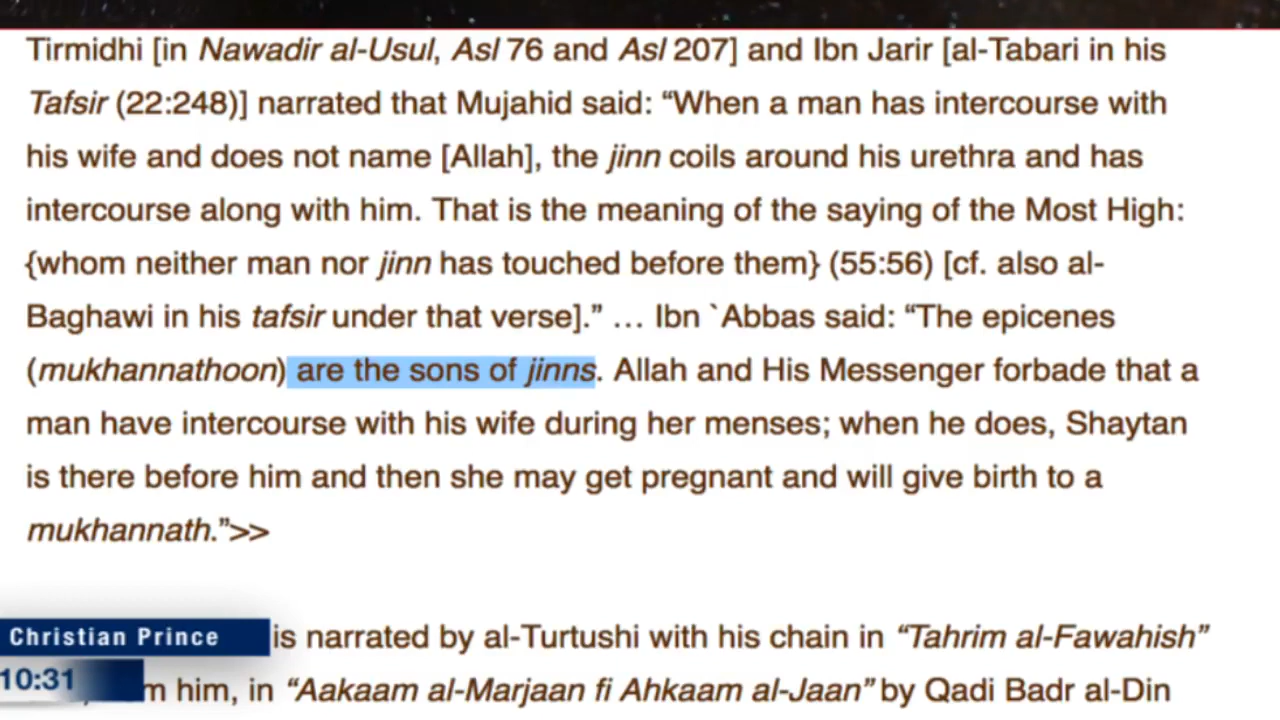 Tirmidhi [in Nawadir al-Usul, Asl 76 and Asl 207] and Ibn Jarir [al-Tabari in his
Tafsir (22:248)] narrated that Mujahid said: “When a man has intercourse with
his wife and does not name [Allah], the jinn coils around his urethra and has
intercourse along with him. That is the meaning of the saying of the Most High:
{whom neither man nor jinn has touched before them} (55:56) [cf. also al-
Baghawi in his tafsir under that verse].” … Ibn `Abbas said: “The epicenes
(mukhannathoon) are the sons of jinns. Allah and His Messenger forbade that a
man have intercourse with his wife during her menses; when he does, Shaytan
is there before him and then she may get pregnant and will give birth to a
mukhannath.”>>
Christian Prince
is narrated by al-Turtushi with his chain in “Tahrim al-Fawahish”
10:31
m him, in “Aakaam al-Marjaan fi Ahkaam al-Jaan” by Qadi Badr al-Din